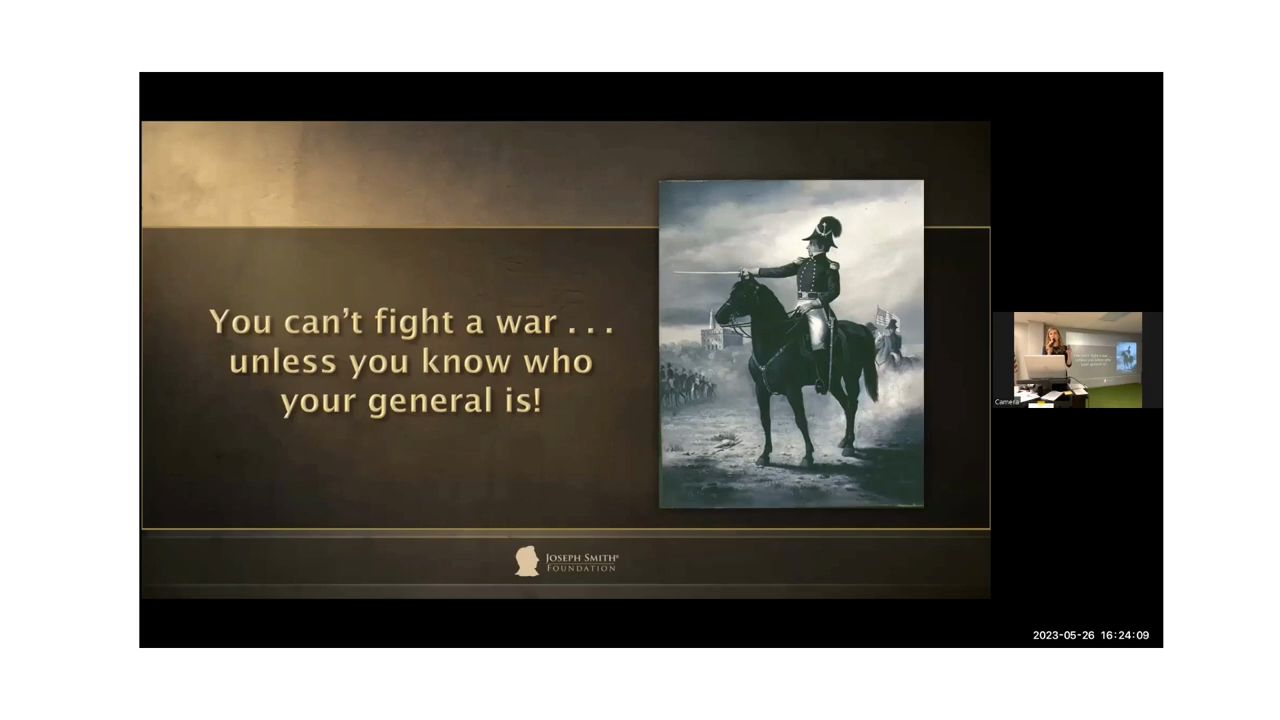 You can't fight a war . . .
unless you know who
your general is!
JOSEPH SMITH®
FOUNDATION
Camera
2023-05-26 16:24:09